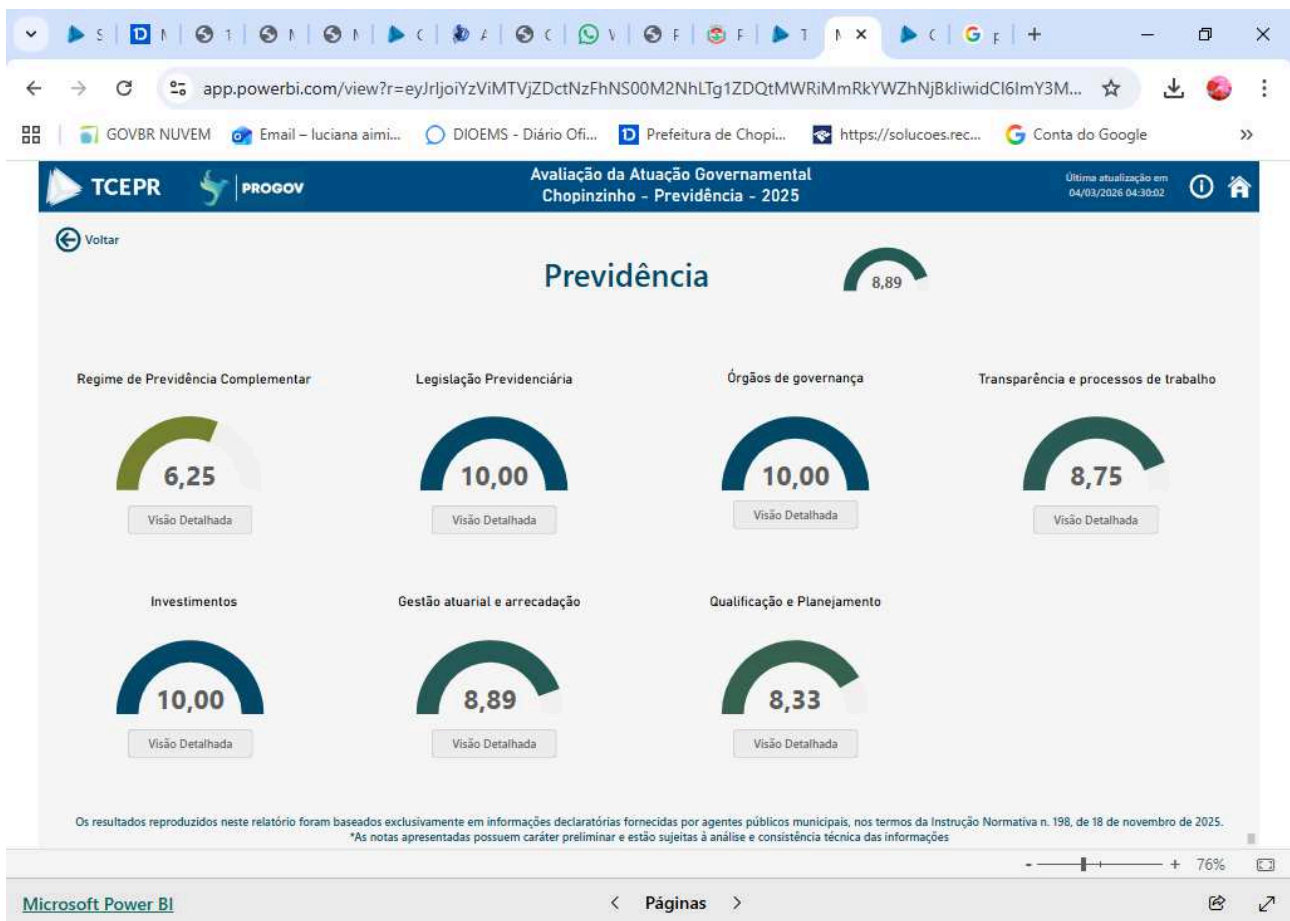 app.powerbi.com/view?r=eyJrIjoiYzViMTVjZDctNzFhNS00M2NhLTg1ZDQtMWRiMmRkYWZhNjBkIiwidCI6ImY3M...
GOVBR NUVEM Email – luciana aimi... DIOEMS - Diário Ofi... Prefeitura de Chopi... https://solucoes.rec... Conta do Google »
TCEPR PROGOV
Avaliação da Atuação Governamental
Chopinzinho - Previdência - 2025
Última atualização em
04/03/2026 04:30:02
Voltar
Previdência
8,89
Regime de Previdência Complementar Legislação Previdenciária Órgãos de governança Transparência e processos de trabalho
6,25 10,00 10,00 8,75
Visão Detalhada Visão Detalhada Visão Detalhada Visão Detalhada
Investimentos Gestão atuarial e arrecadação Qualificação e Planejamento
10,00 8,89 8,33
Visão Detalhada Visão Detalhada Visão Detalhada
Os resultados reproduzidos neste relatório foram baseados exclusivamente em informações declaratórias fornecidas por agentes públicos municipais, nos termos da Instrução Normativa n. 198, de 18 de novembro de 2025.
*As notas apresentadas possuem caráter preliminar e estão sujeitas à análise e consistência técnica das informações
- + 76%
Microsoft Power BI < Páginas >